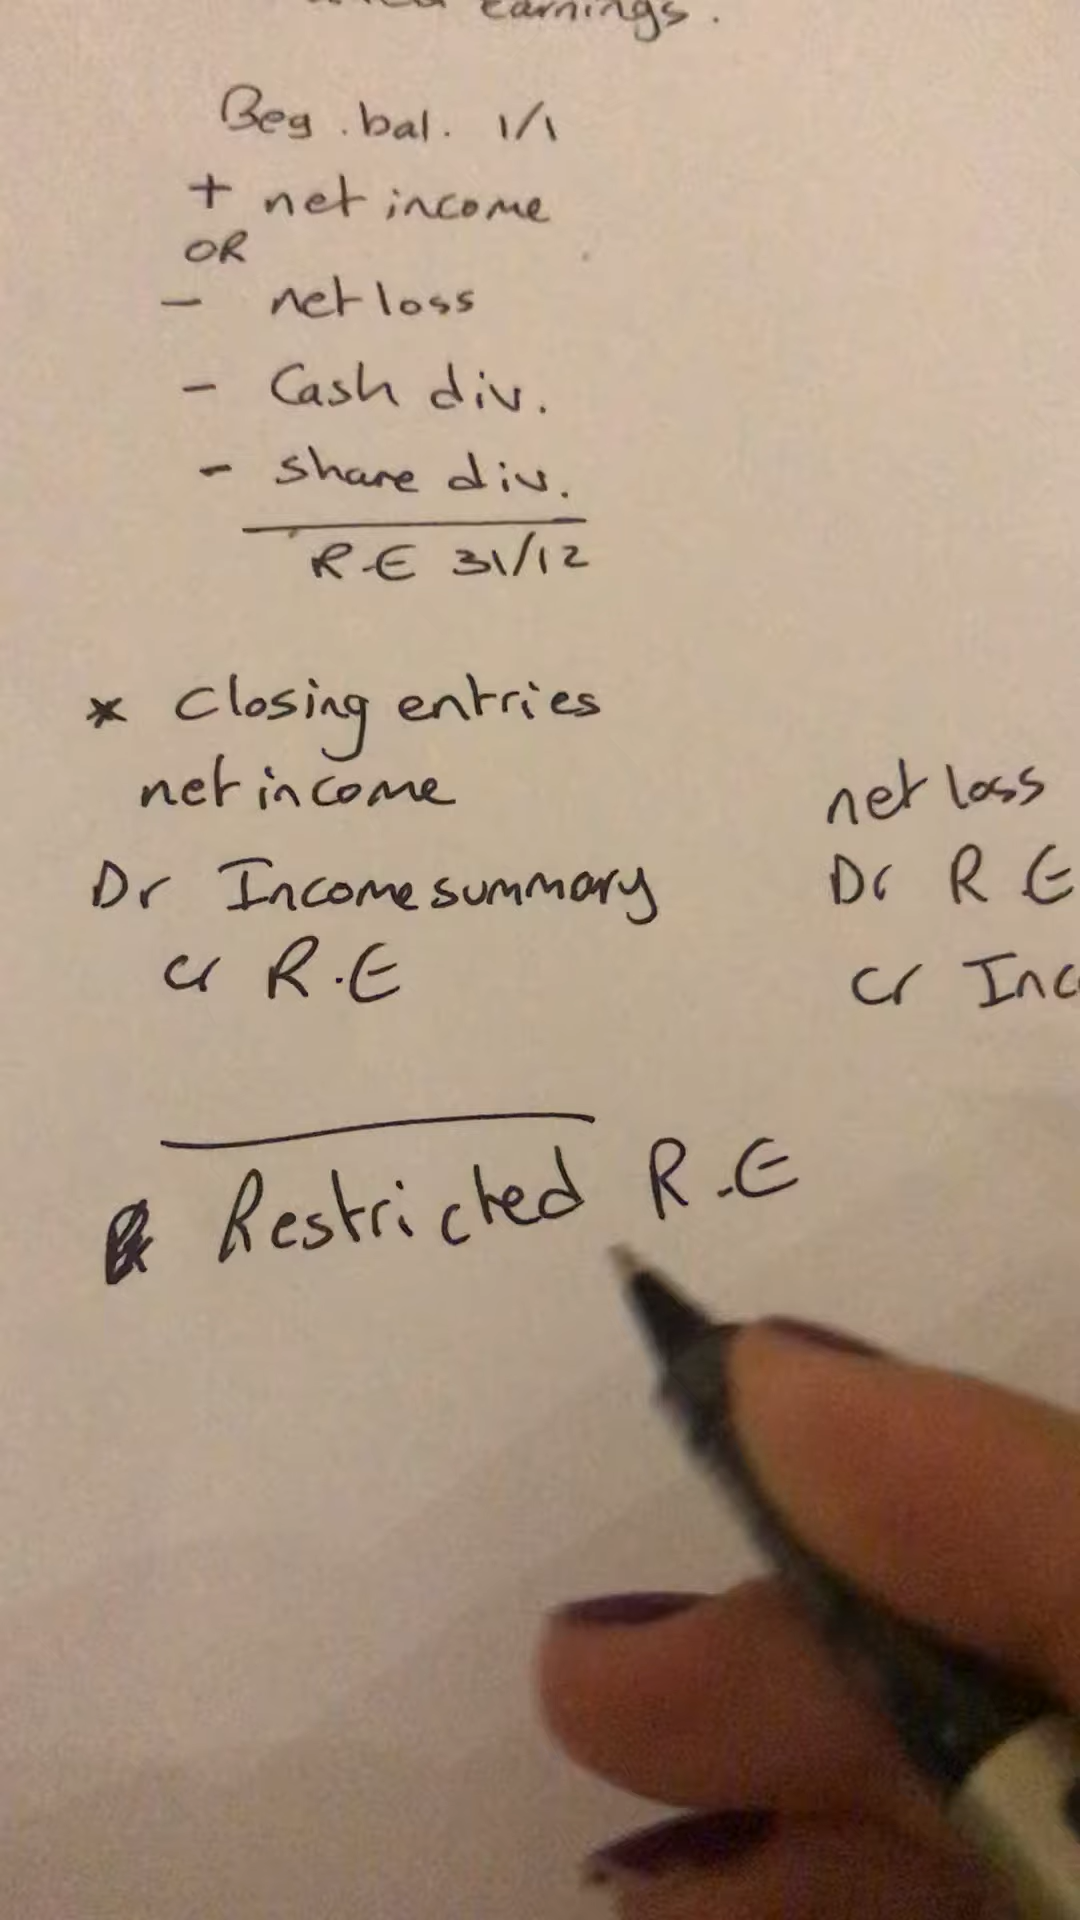 earnings.
Beg. bal. 1/1
+ net income
OR
- net loss
- Cash div.
- share div.
R.E 31/12
* Closing entries
net income
Dr Income summary
cr R.E
net loss
Dr R E
cr Inc
Restricted R.E